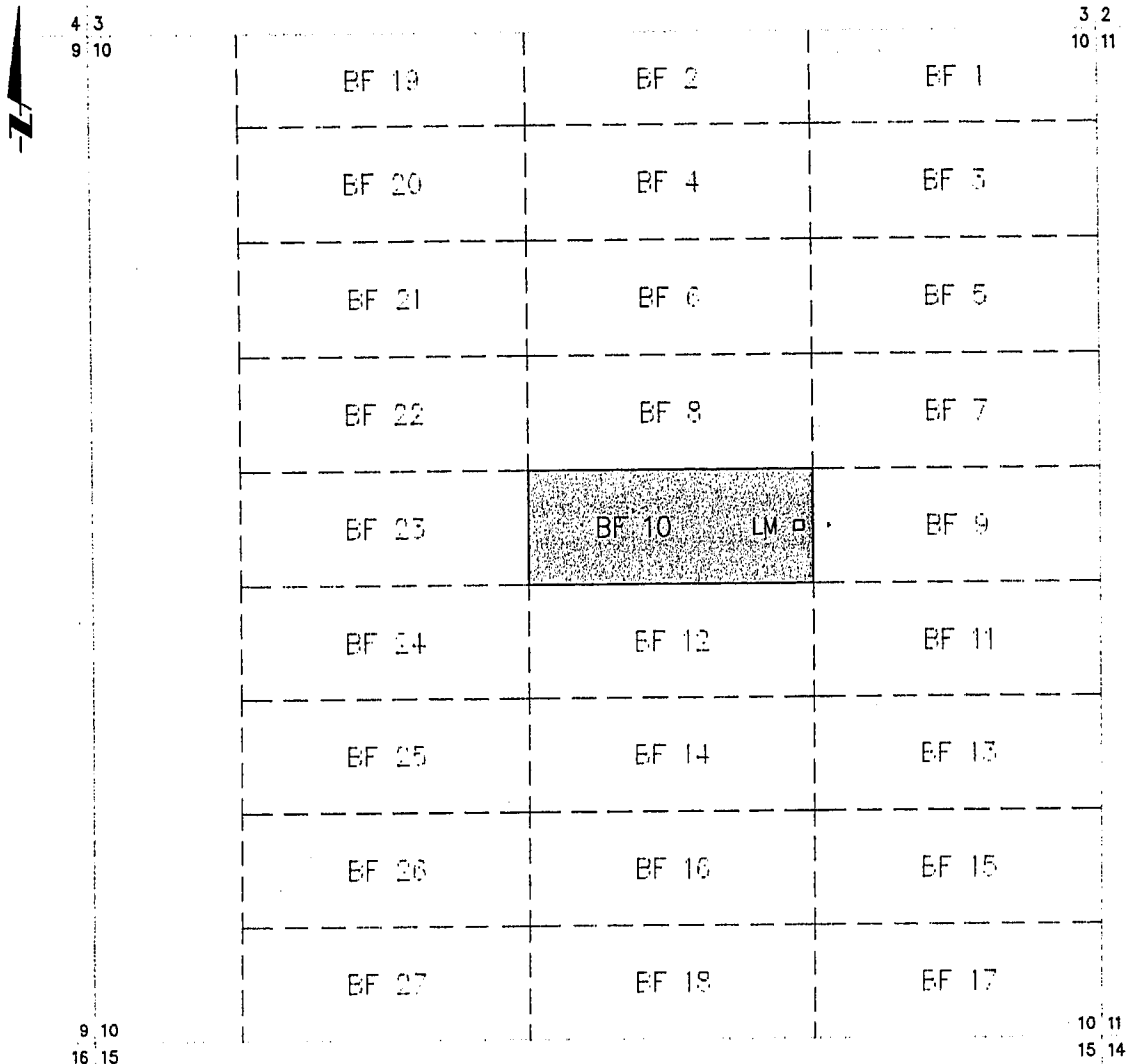 4 3
3 2
9 10
10 11
N
BF 19 BF 2 BF 1
BF 20 BF 4 BF 3
BF 21 BF 6 BF 5
BF 22 BF 8 BF 7
BF 23 BF 10 LM BF 9
BF 24 BF 12 BF 11
BF 25 BF 14 BF 13
BF 26 BF 16 BF 15
BF 27 BF 18 BF 17
9 10
10 11
16 15
15 14